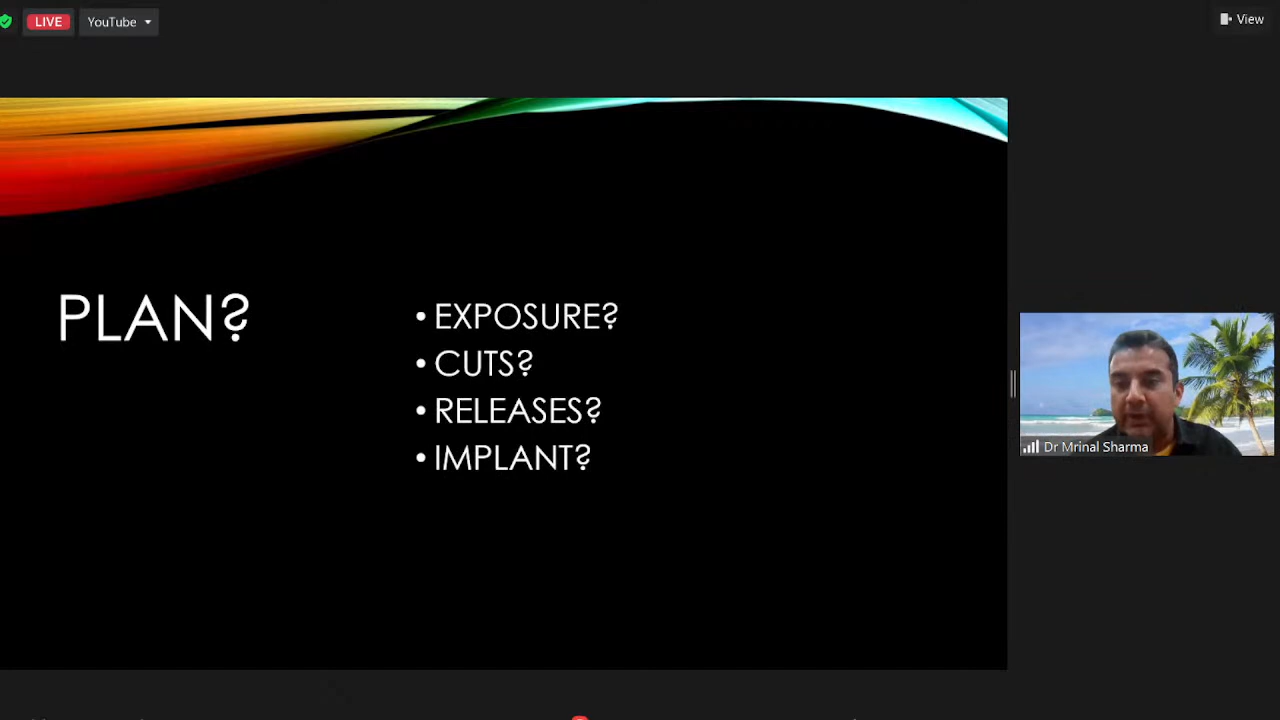 LIVE
YouTube
View
PLAN?
• EXPOSURE?
• CUTS?
• RELEASES?
• IMPLANT?
Dr Mrinal Sharma